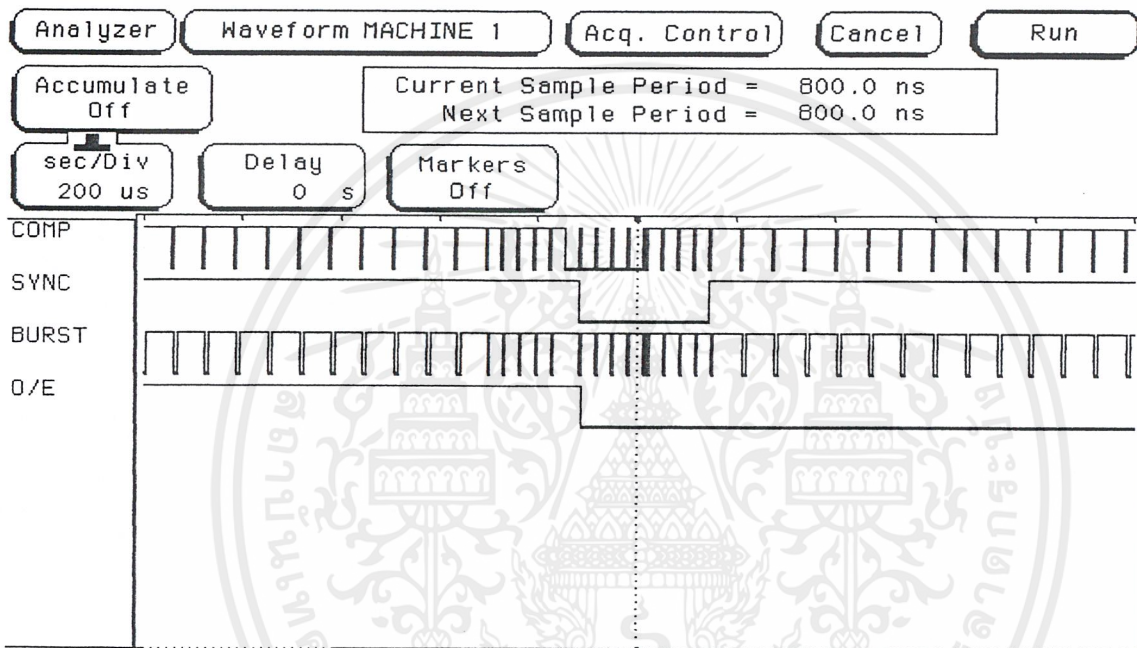 Analyzer
Waveform MACHINE 1
Acq. Control
Cancel
Run
Accumulate
Off
Current Sample Period = 800.0 ns
Next Sample Period = 800.0 ns
sec/Div
200 us
Delay
0 s
Markers
Off
COMP
SYNC
BURST
O/E